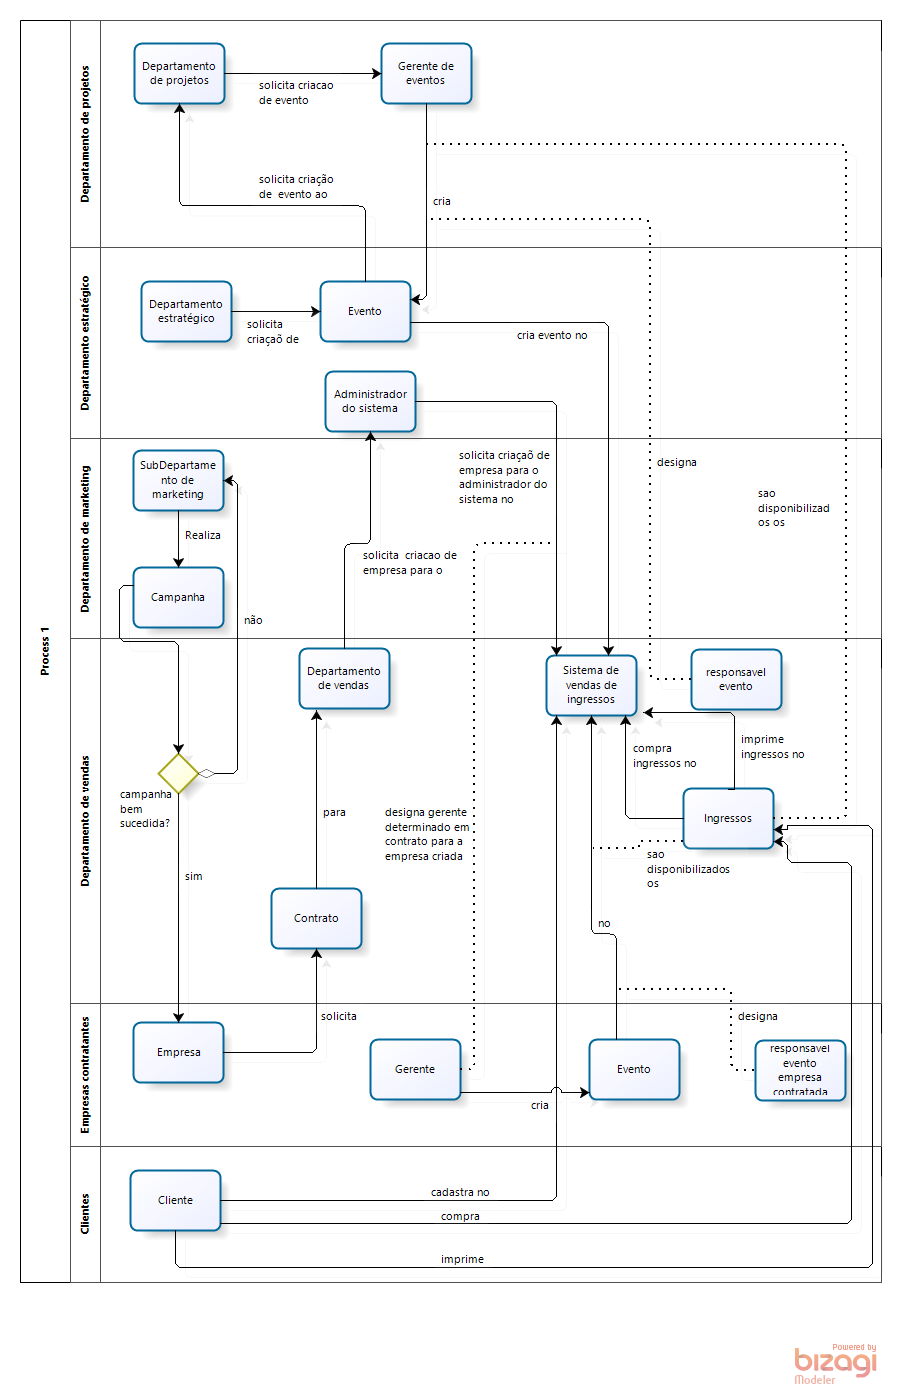 Process 1
Departamento de projetos
Departamento
de projetos
solicita criacao
de evento
Gerente de
eventos
solicita criação
de  evento ao
cria
Departamento estratégico
Departamento
estratégico
solicita
criaçaõ de
Evento
cria evento no
Administrador
do sistema
Departamento de marketing
SubDepartame
nto de
marketing
Realiza
Campanha
não
solicita  criacao de
empresa para o
solicita criaçaõ de
empresa para o
administrador do
sistema no
designa
sao
disponibilizad
os os
Departamento de vendas
Departamento
de vendas
Sistema de
vendas de
ingressos
responsavel
evento
compra
ingressos no
imprime
ingressos no
campanha
bem
sucedida?
sim
para
designa gerente
determinado em
contrato para a
empresa criada
Ingressos
sao
disponibilizados
os
Contrato
no
Empresas contratantes
solicita
Empresa
Gerente
cria
Evento
designa
responsavel
evento
empresa
contratada
Clientes
Cliente
cadastra no
compra
imprime
Powered by
bizagi
Modeler